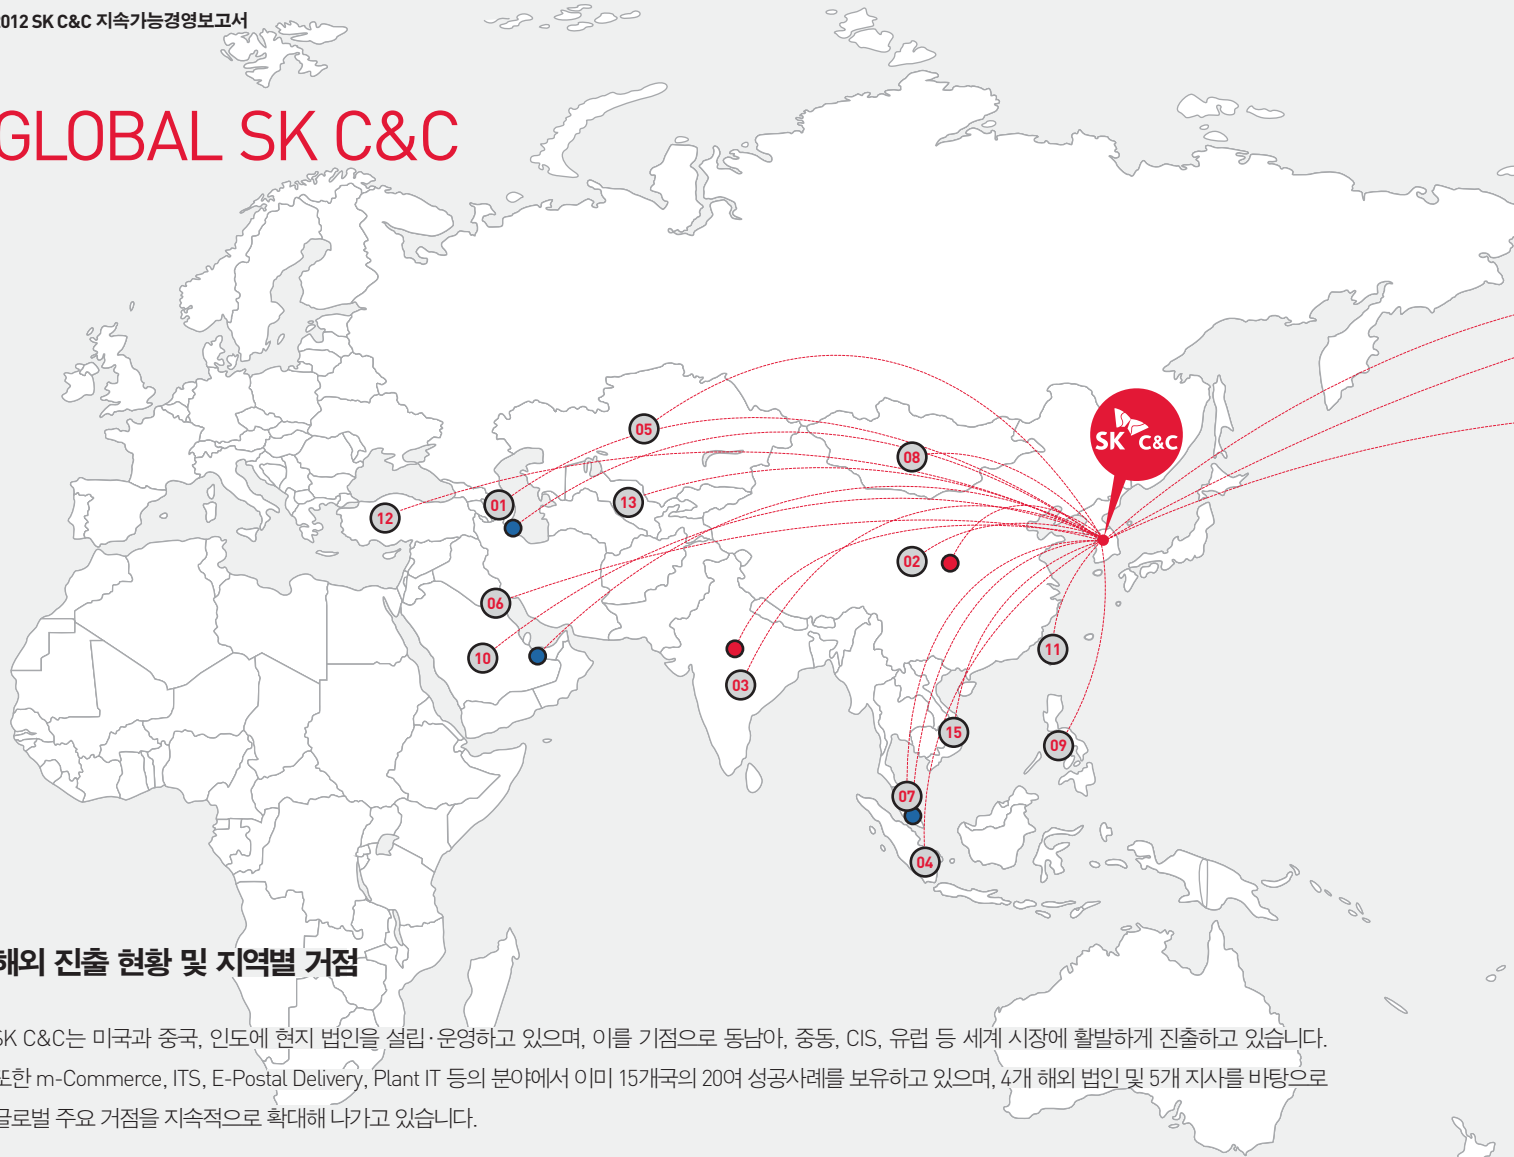 2012 SK C&C 지속가능경영보고서
GLOBAL SK C&C
SK C&C
05
08
01
13
12
02
06
11
10
03
15
09
07
04
해외 진출 현황 및 지역별 거점
SK C&C는 미국과 중국, 인도에 현지 법인을 설립·운영하고 있으며, 이를 기점으로 동남아, 중동, CIS, 유럽 등 세계 시장에 활발하게 진출하고 있습니다.
또한 m-Commerce, ITS, E-Postal Delivery, Plant IT 등의 분야에서 이미 15개국의 20여 성공사례를 보유하고 있으며, 4개 해외 법인 및 5개 지사를 바탕으로
글로벌 주요 거점을 지속적으로 확대해 나가고 있습니다.